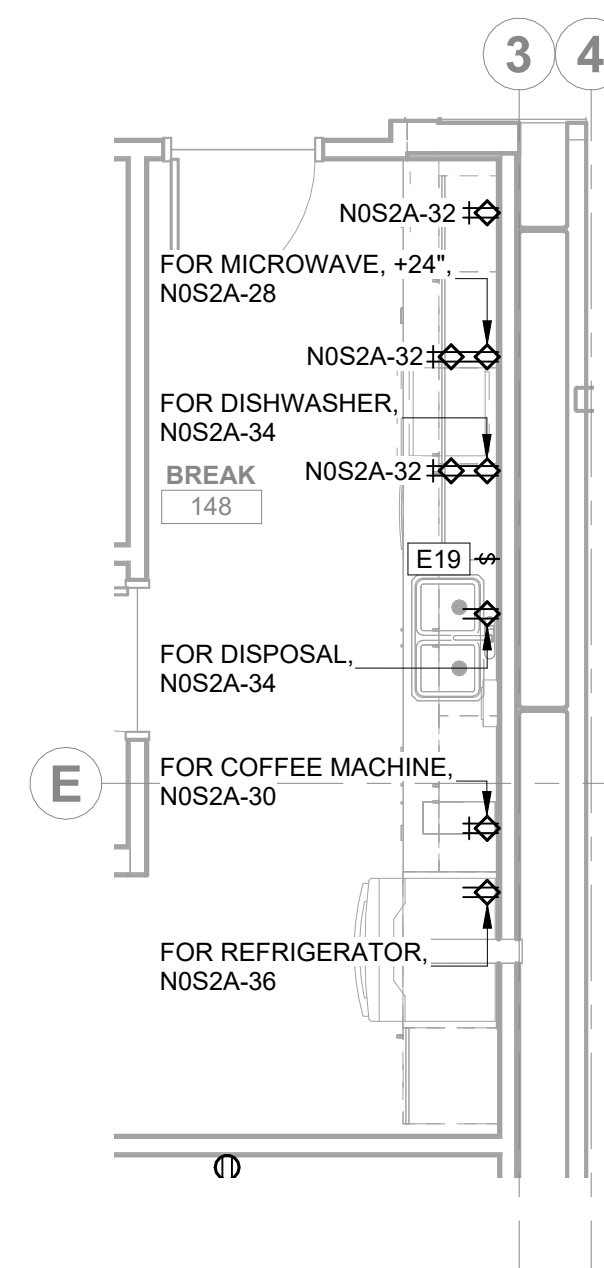 3
4
N0S2A-32
FOR MICROWAVE, +24",
N0S2A-28
N0S2A-32
FOR DISHWASHER,
N0S2A-34
N0S2A-32
BREAK
148
E19
$
FOR DISPOSAL,
N0S2A-34
E
FOR COFFEE MACHINE,
N0S2A-30
FOR REFRIGERATOR,
N0S2A-36